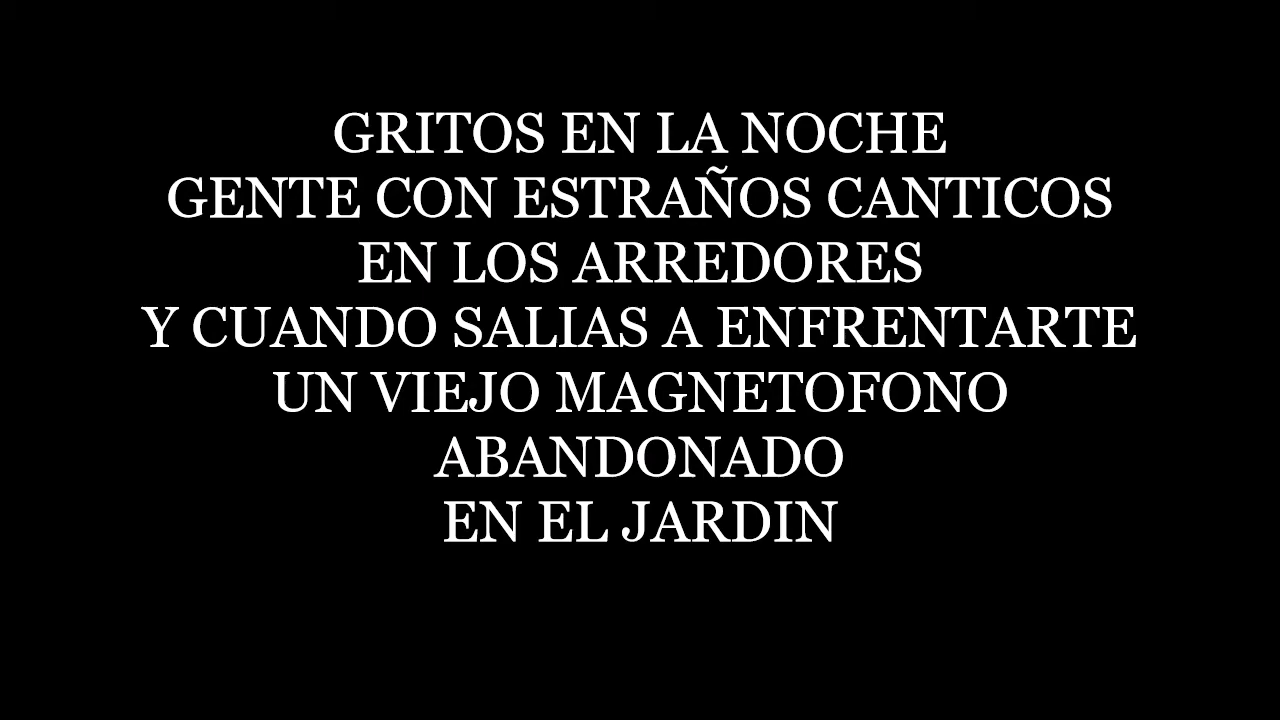 GRITOS EN LA NOCHE
GENTE CON ESTRAÑOS CANTICOS
EN LOS ARREDORES
Y CUANDO SALIAS A ENFRENTARTE
UN VIEJO MAGNETOFONO
ABANDONADO
EN EL JARDIN